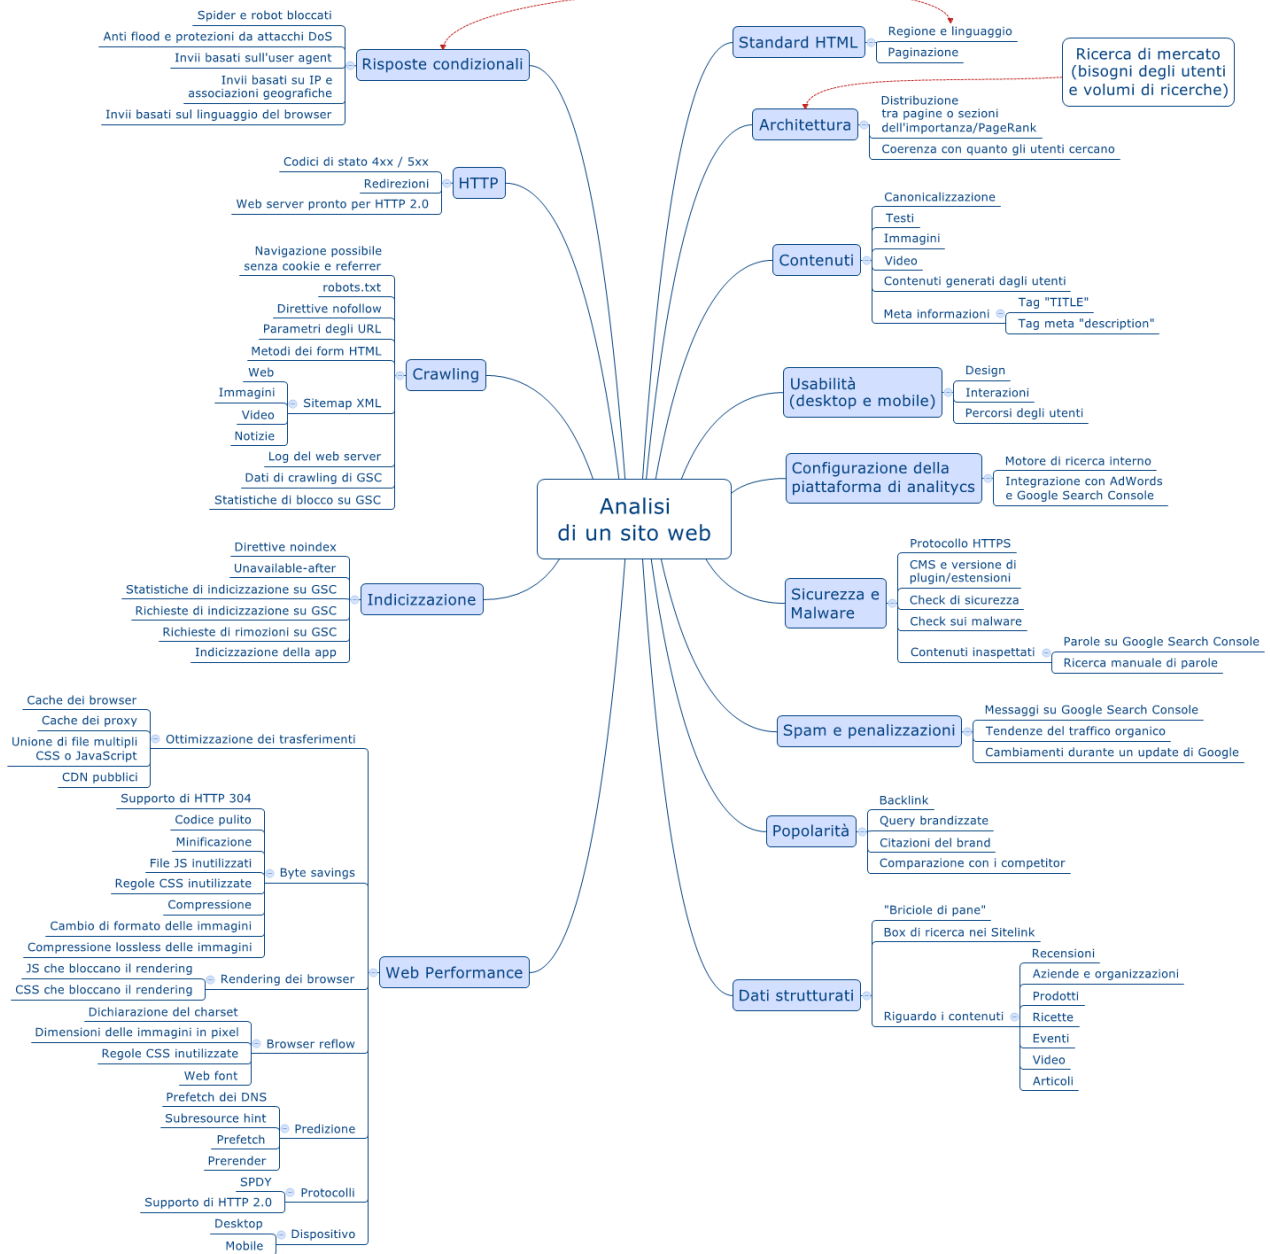 Analisi
di un sito web
Spider e robot bloccati
Anti flood e protezioni da attacchi DoS
Invii basati sull'user agent
Invii basati su IP e
associazioni geografiche
Invii basati sul linguaggio del browser
Risposte condizionali
Codici di stato 4xx / 5xx
Redirezioni
Web server pronto per HTTP 2.0
HTTP
Navigazione possibile
senza cookie e referrer
robots.txt
Direttive nofollow
Parametri degli URL
Metodi dei form HTML
Web
Immagini
Video
Notizie
Sitemap XML
Log del web server
Dati di crawling di GSC
Statistiche di blocco su GSC
Crawling
Direttive noindex
Unavailable-after
Statistiche di indicizzazione su GSC
Richieste di indicizzazione su GSC
Richieste di rimozioni su GSC
Indicizzazione della app
Indicizzazione
Cache dei browser
Cache dei proxy
Unione di file multipli
CSS o JavaScript
CDN pubblici
Ottimizzazione dei trasferimenti
Supporto di HTTP 304
Codice pulito
Minificazione
File JS inutilizzati
Regole CSS inutilizzate
Compressione
Cambio di formato delle immagini
Compressione lossless delle immagini
Byte savings
JS che bloccano il rendering
CSS che bloccano il rendering
Rendering dei browser
Dichiarazione del charset
Dimensioni delle immagini in pixel
Regole CSS inutilizzate
Web font
Browser reflow
Prefetch dei DNS
Subresource hint
Prefetch
Prerender
Predizione
SPDY
Supporto di HTTP 2.0
Protocolli
Desktop
Mobile
Dispositivo
Web Performance
Standard HTML
Regione e linguaggio
Paginazione
Ricerca di mercato
(bisogni degli utenti
e volumi di ricerche)
Architettura
Distribuzione
tra pagine o sezioni
dell'importanza/PageRank
Coerenza con quanto gli utenti cercano
Contenuti
Canonicalizzazione
Testi
Immagini
Video
Contenuti generati dagli utenti
Meta informazioni
Tag "TITLE"
Tag meta "description"
Usabilità
(desktop e mobile)
Design
Interazioni
Percorsi degli utenti
Configurazione della
piattaforma di analitycs
Motore di ricerca interno
Integrazione con AdWords
e Google Search Console
Sicurezza e
Malware
Protocollo HTTPS
CMS e versione di
plugin/estensioni
Check di sicurezza
Check sui malware
Contenuti inaspettati
Parole su Google Search Console
Ricerca manuale di parole
Spam e penalizzazioni
Messaggi su Google Search Console
Tendenze del traffico organico
Cambiamenti durante un update di Google
Popolarità
Backlink
Query brandizzate
Citazioni del brand
Comparazione con i competitor
Dati strutturati
"Briciole di pane"
Box di ricerca nei Sitelink
Riguardo i contenuti
Recensioni
Aziende e organizzazioni
Prodotti
Ricette
Eventi
Video
Articoli